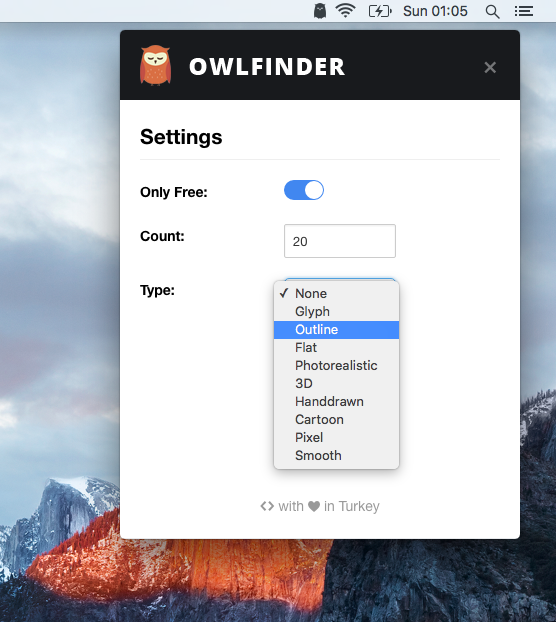 Sun 01:05
OWLFINDER
Settings
Only Free:
Count:
20
Type:
✓ None
Glyph
Outline
Flat
Photorealistic
3D
Handdrawn
Cartoon
Pixel
Smooth
<> with ♥ in Turkey